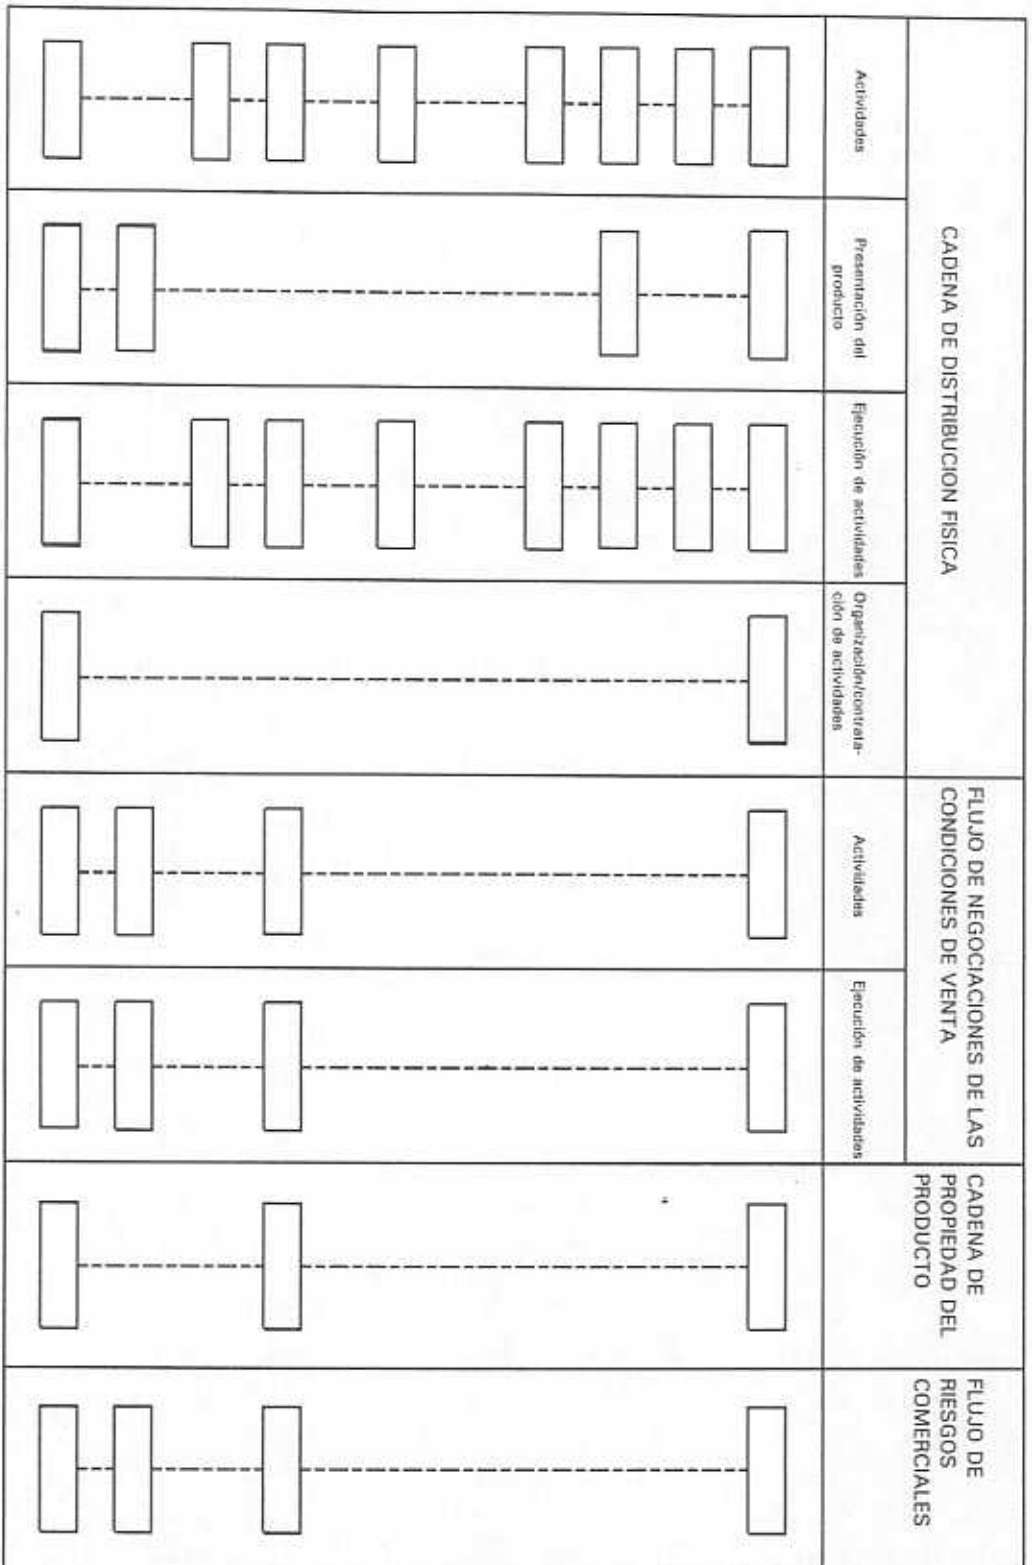 CADENA DE DISTRIBUCION FISICA
FLUJO DE NEGOCIACIONES DE LAS
CONDICIONES DE VENTA
CADENA DE
PROPIEDAD DEL
PRODUCTO
FLUJO DE
RIESGOS
COMERCIALES
Actividades
Presentación del
producto
Ejecución de actividades
Organización/contrata-
ción de actividades
Actividades
Ejecución de actividades